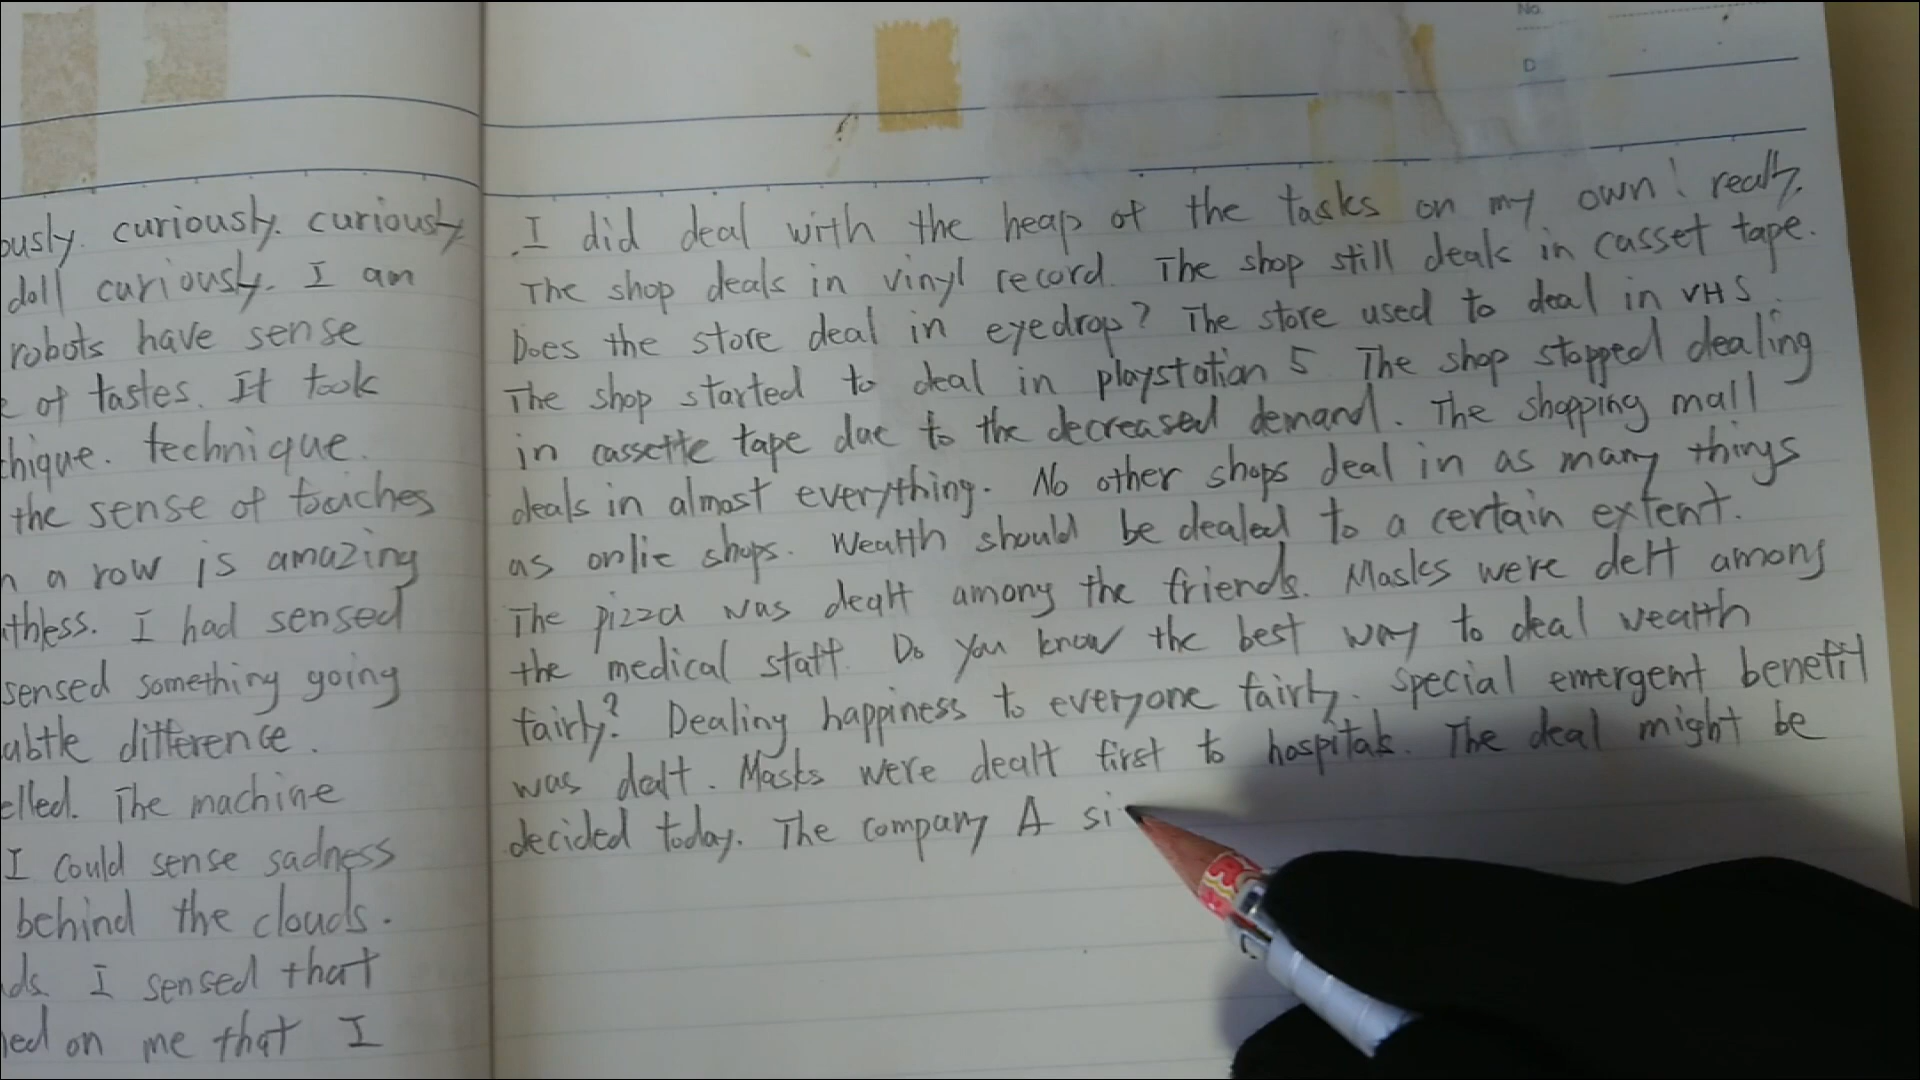 ously. curiously. curiously
doll curiously. I am
robots have sense
e of tastes. It took
hique. technique.
the sense of touches
n a row is amazing
thless. I had sensed
sensed something going
ubtle difference.
elled. The machine
I could sense sadness
behind the clouds.
ds. I sensed that
ed on me that I
No.
D
I did deal with the heap of the tasks on my own! really.
The shop deals in vinyl record. The shop still deals in casset tape.
Does the store deal in eyedrop? The store used to deal in VHS.
The shop started to deal in playstation 5 The shop stopped dealing
in cassette tape due to the decreased demand. The shopping mall
deals in almost everything. No other shops deal in as many things
as onlie shops. Wealth should be dealed to a certain extent.
The pizza was dealt among the friends. Masks were delt among
the medical staff. Do you know the best way to deal wealth
fairly? Dealing happiness to everyone fairly. Special emergent benefit
was dealt. Masks were dealt first to hospitals. The deal might be
decided today. The company A si